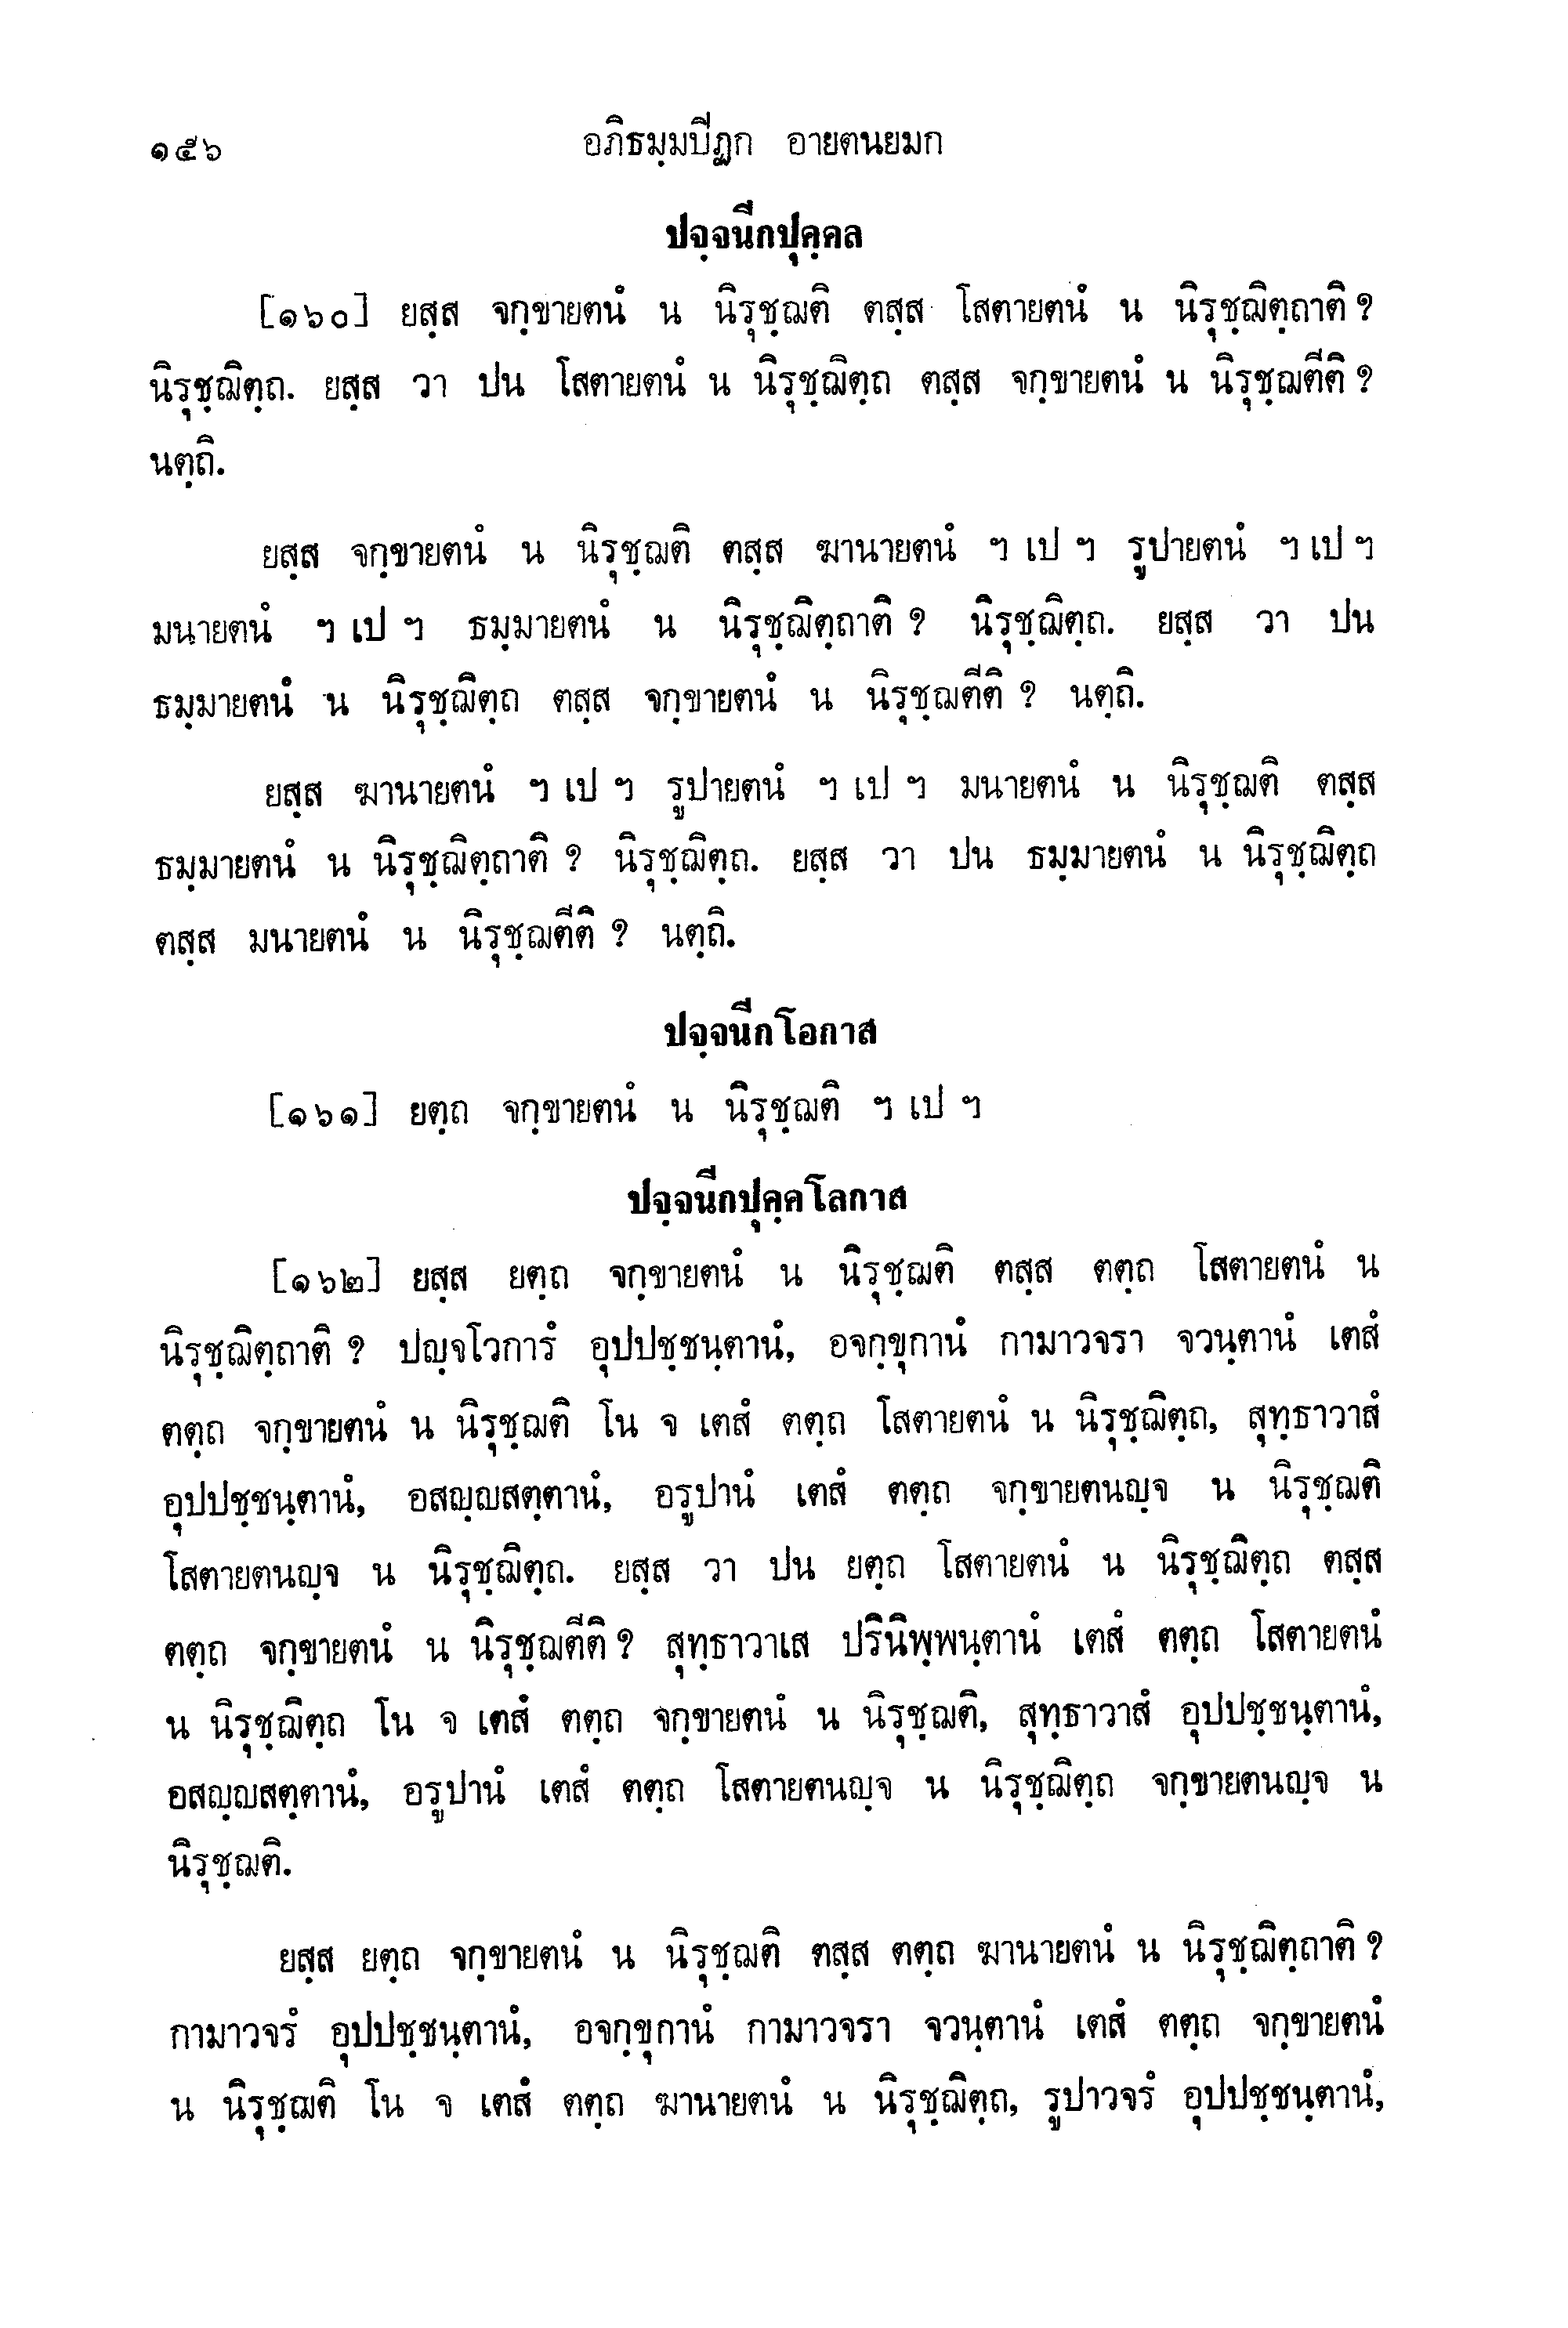 ๑๕๖ อภิธมฺมปีฏก อายตนยมก
ปจฺจนีกปุคฺคล
[๑๖๐] ยสฺส จกฺขายตนํ น นิรุชฺฌติ ตสฺส โสตายตนํ น นิรุชฺฌิตฺถาติ ?
นิรุชฺฌิตฺถ. ยสฺส วา ปน โสตายตนํ น นิรุชฺฌิตฺถ ตสฺส จกฺขายตนํ น นิรุชฺฌตีติ ?
นตฺถิ.
ยสฺส จกฺขายตนํ น นิรุชฺฌติ ตสฺส ฆานายตนํ ฯ เป ฯ รูปายตนํ ฯ เป ฯ
มนายตนํ ฯ เป ฯ ธมฺมายตนํ น นิรุชฺฌิตฺถาติ ? นิรุชฺฌิตฺถ. ยสฺส วา ปน
ธมฺมายตนํ น นิรุชฺฌิตฺถ ตสฺส จกฺขายตนํ น นิรุชฺฌตีติ ? นตฺถิ.
ยสฺส ฆานายตนํ ฯ เป ฯ รูปายตนํ ฯ เป ฯ มนายตนํ น นิรุชฺฌติ ตสฺส
ธมฺมายตนํ น นิรุชฺฌิตฺถาติ ? นิรุชฺฌิตฺถ. ยสฺส วา ปน ธมฺมายตนํ น นิรุชฺฌิตฺถ
ตสฺส มนายตนํ น นิรุชฺฌตีติ ? นตฺถิ.
ปจฺจนีกโอกาส
[๑๖๑] ยตฺถ จกฺขายตนํ น นิรุชฺฌติ ฯ เป ฯ
ปจฺจนีกปุคฺคโลกาส
[๑๖๒] ยสฺส ยตฺถ จกฺขายตนํ น นิรุชฺฌติ ตสฺส ตตฺถ โสตายตนํ น
นิรุชฺฌิตฺถาติ ? ปญฺจโวการํ อุปปชฺชนฺตานํ, อจกฺขุกานํ กามาวจรา จวนฺตานํ เตสํ
ตตฺถ จกฺขายตนํ น นิรุชฺฌติ โน จ เตสํ ตตฺถ โสตายตนํ น นิรุชฺฌิตฺถ, สุทฺธาวาสํ
อุปปชฺชนฺตานํ, อสญฺญสตฺตานํ, อรูปานํ เตสํ ตตฺถ จกฺขายตนญฺจ น นิรุชฺฌติ
โสตายตนญฺจ น นิรุชฺฌิตฺถ. ยสฺส วา ปน ยตฺถ โสตายตนํ น นิรุชฺฌิตฺถ ตสฺส
ตตฺถ จกฺขายตนํ น นิรุชฺฌตีติ ? สุทฺธาวาเส ปรินิพฺพนฺตานํ เตสํ ตตฺถ โสตายตนํ
น นิรุชฺฌิตฺถ โน จ เตสํ ตตฺถ จกฺขายตนํ น นิรุชฺฌติ, สุทฺธาวาสํ อุปปชฺชนฺตานํ,
อสญฺญสตฺตานํ, อรูปานํ เตสํ ตตฺถ โสตายตนญฺจ น นิรุชฺฌิตฺถ จกฺขายตนญฺจ น
นิรุชฺฌติ.
ยสฺส ยตฺถ จกฺขายตนํ น นิรุชฺฌติ ตสฺส ตตฺถ ฆานายตนํ น นิรุชฺฌิตฺถาติ ?
กามาวจรํ อุปปชฺชนฺตานํ, อจกฺขุกานํ กามาวจรา จวนฺตานํ เตสํ ตตฺถ จกฺขายตนํ
น นิรุชฺฌติ โน จ เตสํ ตตฺถ ฆานายตนํ น นิรุชฺฌิตฺถ, รูปาวจรํ อุปปชฺชนฺตานํ,